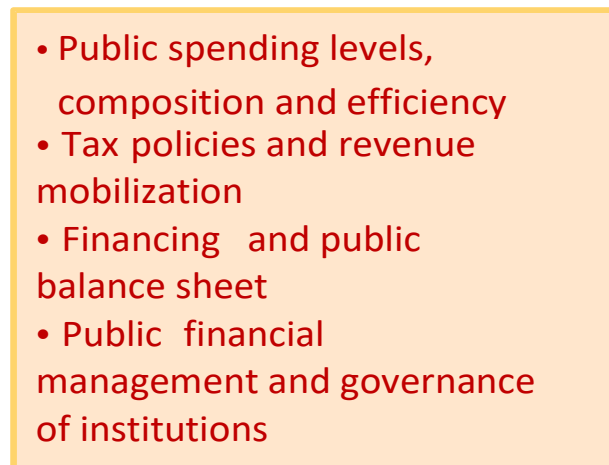 • Public spending levels,
composition and efficiency
• Tax policies and revenue
mobilization
• Financing and public
balance sheet
• Public financial
management and governance
of institutions